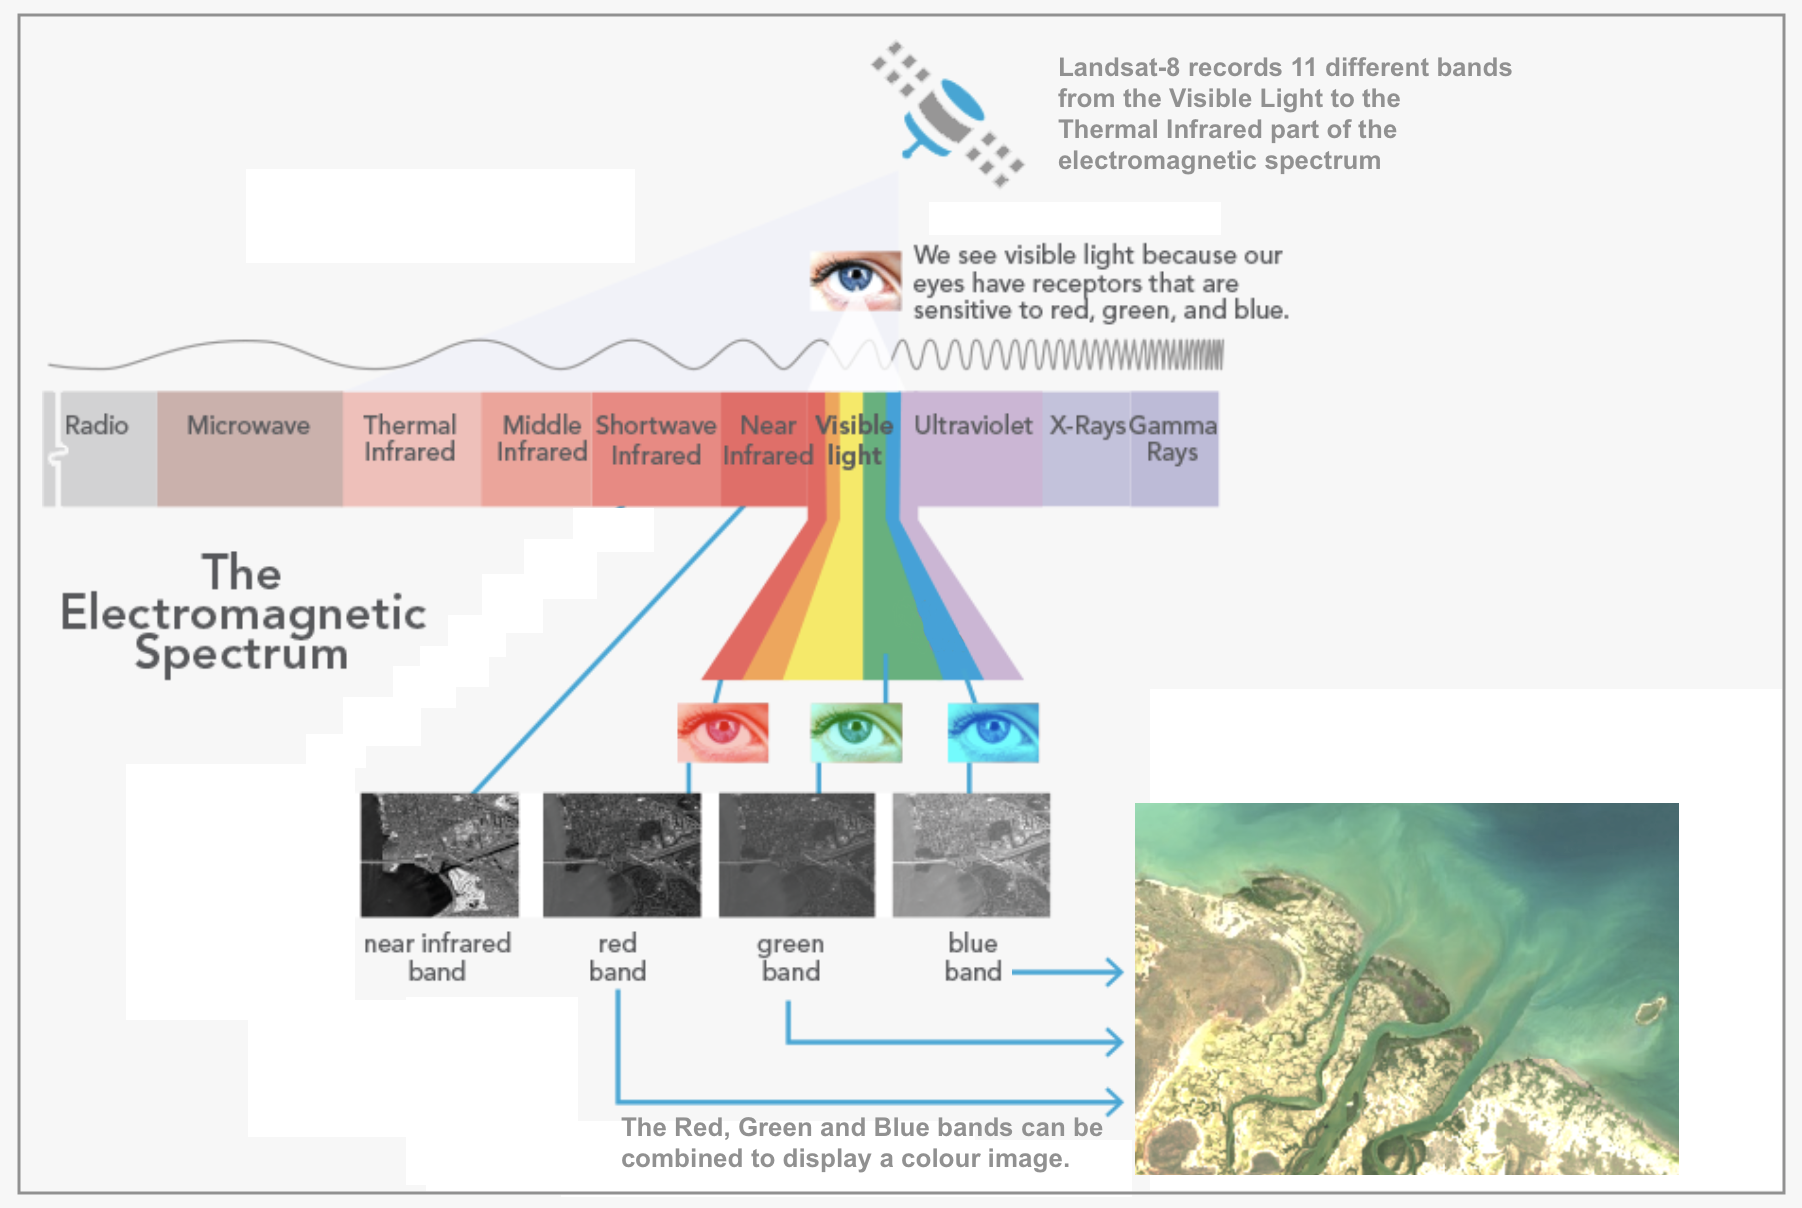 Landsat-8 records 11 different bands
from the Visible Light to the
Thermal Infrared part of the
electromagnetic spectrum
We see visible light because our
eyes have receptors that are
sensitive to red, green, and blue.
Radio
Microwave
Thermal
Infrared
Middle
Infrared
Shortwave
Infrared
Near
Infrared
Visible
light
Ultraviolet
X-Rays
Gamma
Rays
The
Electromagnetic
Spectrum
near infrared
band
red
band
green
band
blue
band
The Red, Green and Blue bands can be
combined to display a colour image.